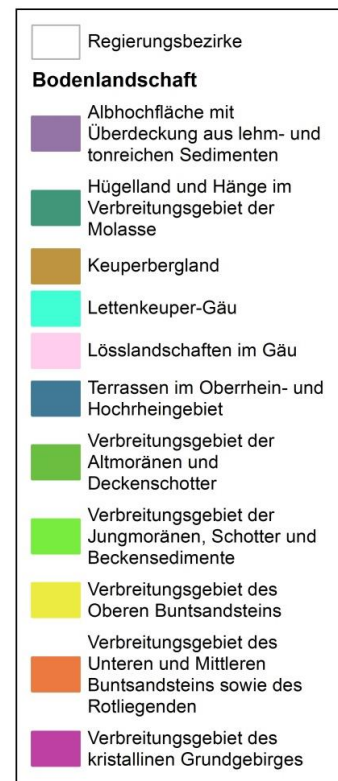 Regierungsbezirke
Bodenlandschaft
Albhochfläche mit
Überdeckung aus lehm- und
tonreichen Sedimenten
Hügelland und Hänge im
Verbreitungsgebiet der
Molasse
Keuperbergland
Lettenkeuper-Gäu
Lösslandschaften im Gäu
Terrassen im Oberrhein- und
Hochrheingebiet
Verbreitungsgebiet der
Altmoränen und
Deckenschotter
Verbreitungsgebiet der
Jungmoränen, Schotter und
Beckensedimente
Verbreitungsgebiet des
Oberen Buntsandsteins
Verbreitungsgebiet des
Unteren und Mittleren
Buntsandsteins sowie des
Rotliegenden
Verbreitungsgebiet des
kristallinen Grundgebirges